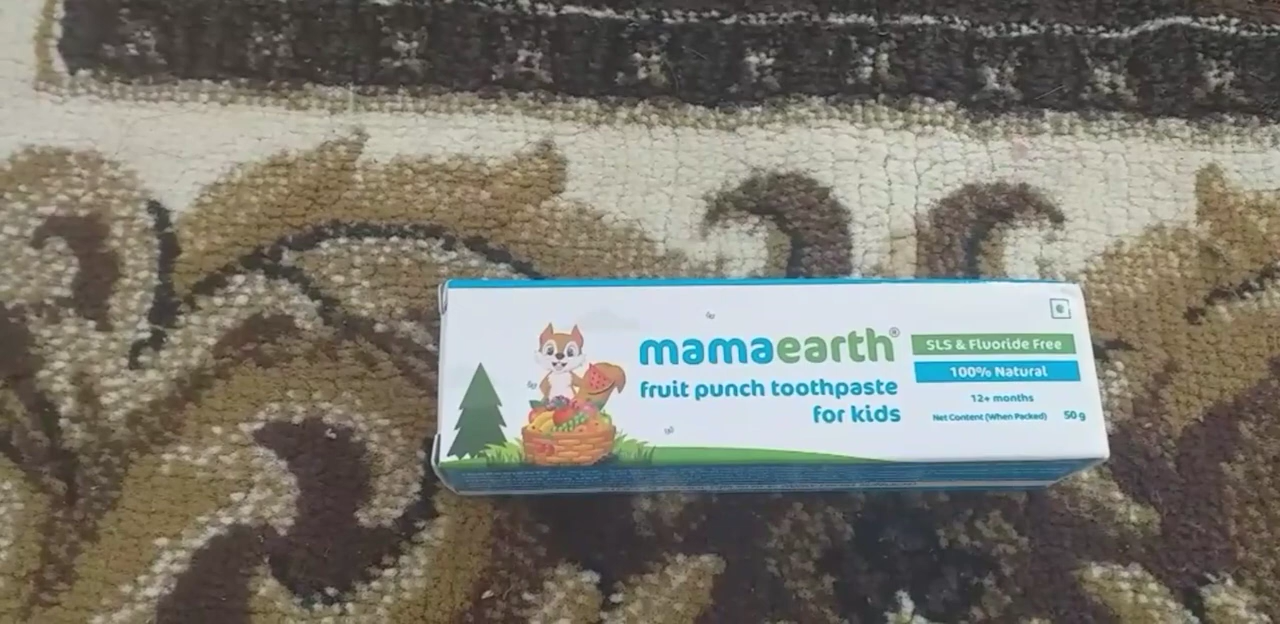 mamaearth®
fruit punch toothpaste
for kids
SLS & Fluoride Free
100% Natural
12+ months
Net Content (When Packed) 50 g